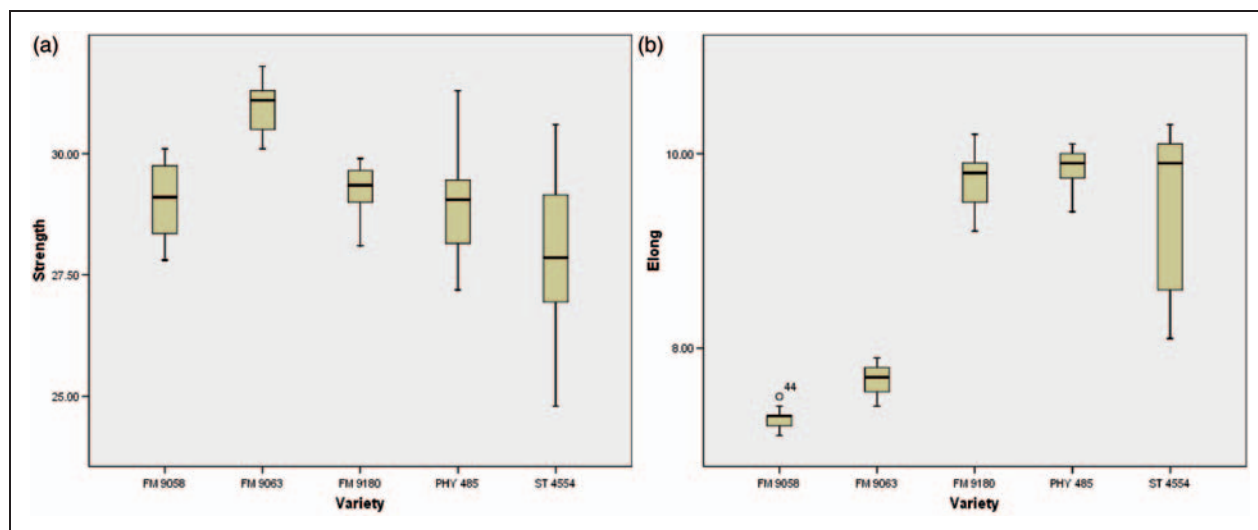 (a)
Strength
30.00
27.50
25.00
FM 9058 FM 9063 FM 9180 PHY 485 ST 4554
Variety
(b)
Elong
10.00
8.00
44
FM 9058 FM 9063 FM 9180 PHY 485 ST 4554
Variety